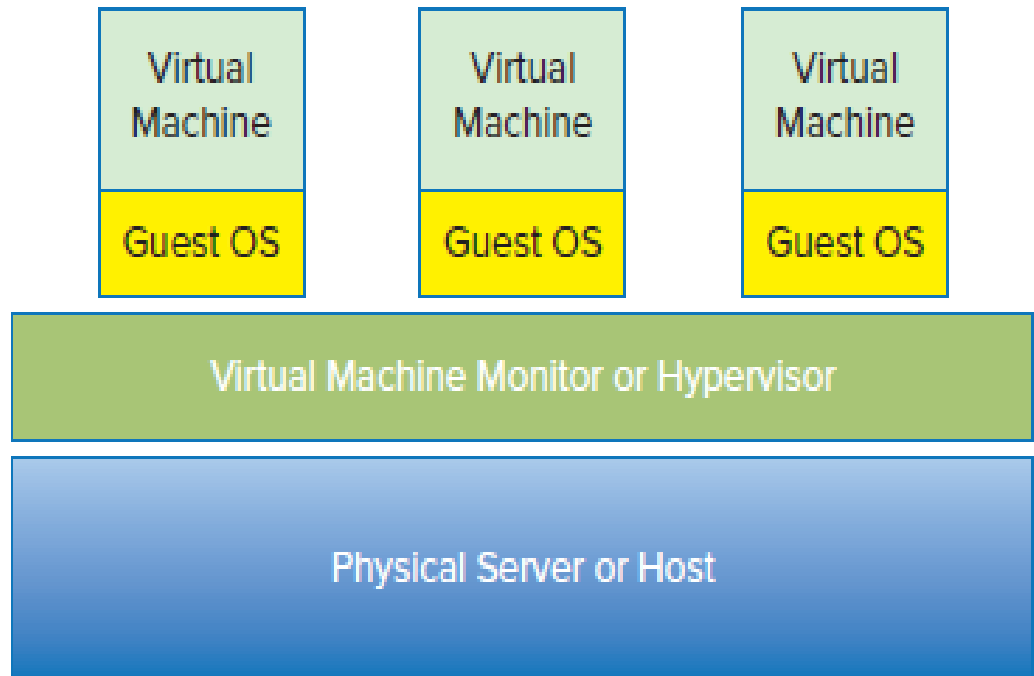 Virtual
Machine
Virtual
Machine
Virtual
Machine
Guest OS
Guest OS
Guest OS
Virtual Machine Monitor or Hypervisor
Physical Server or Host